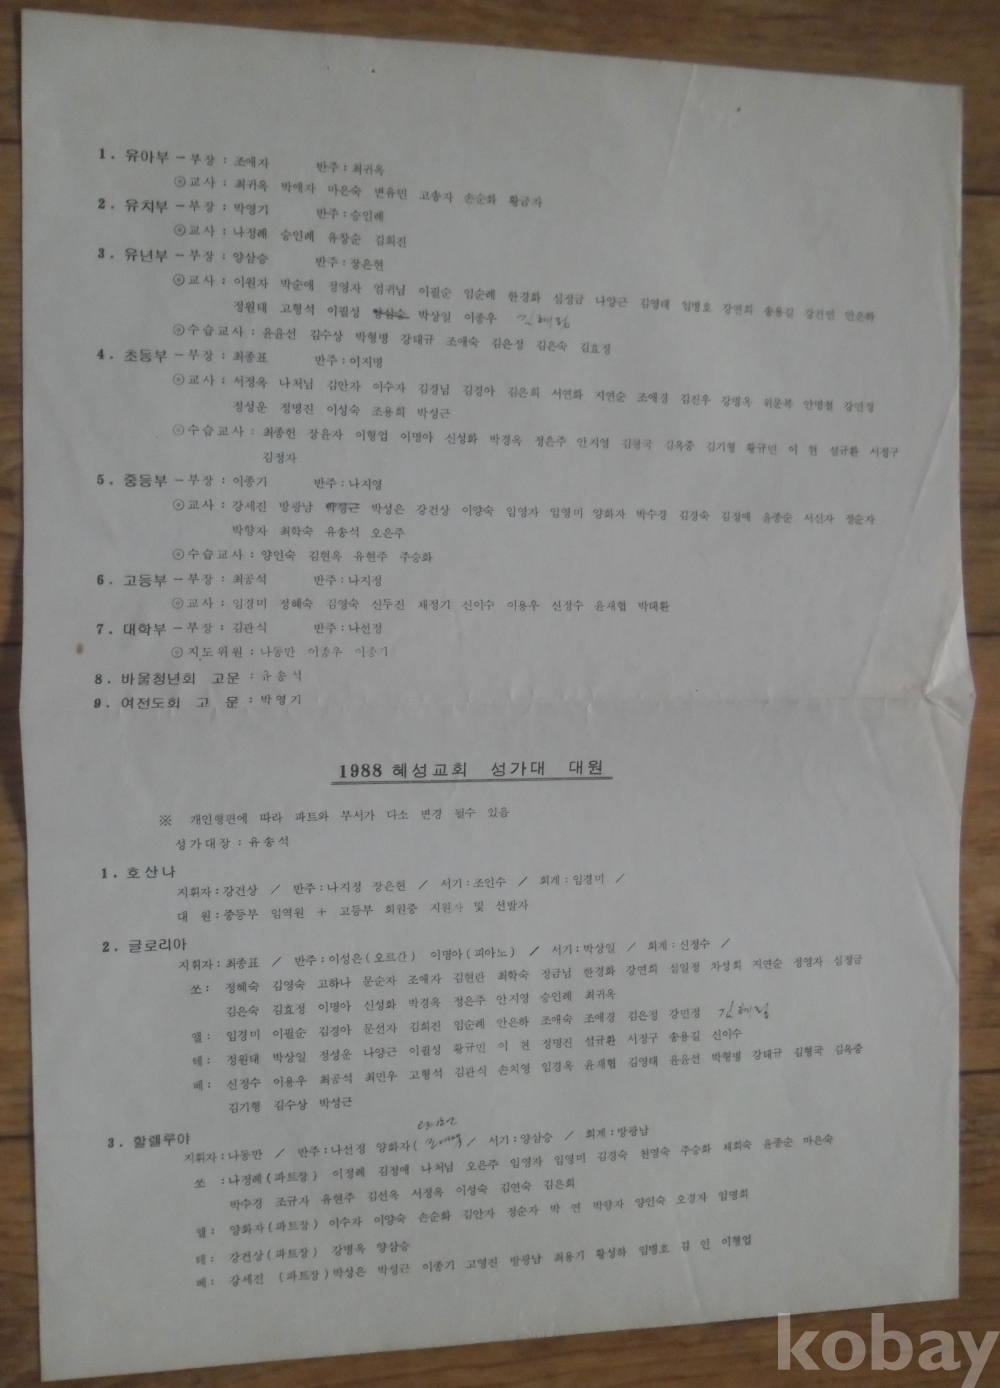 1. 유아부 - 부장 : 조애자 반주 : 최귀옥
◎교사 : 최귀옥 박애자 마은숙 변유민 고송자 손순화 황금자
2. 유치부 - 부장 : 박영기 반주 : 승인례
◎교사 : 나정례 승인례 유창순 김희진
3. 유년부 - 부장 : 양삼승 반주 : 장은현
◎교사 : 이원자 박순애 정영자 엄귀님 이필순 임순례 한경화 심정금 나양근 김영태 임병호 강연희 송용길 강건민 안은하
정원태 고형석 이필성 양삼승 박상일 이종우 김혜림
◎수습교사 : 윤윤선 김수상 박형병 강태규 조애숙 김은정 김은숙 김효정
4. 초등부 - 부장 : 최종표 반주 : 이지명
◎교사 : 서정옥 나처님 김안자 이수자 김경님 김경아 김은희 서연화 지연순 조애경 김진우 강병옥 위문복 안명철 강민정
정성운 정명진 이성숙 조용희 박성근
◎수습교사 : 최종헌 장윤자 이형업 이명아 신성화 박경옥 정은주 안지영 김형국 김옥중 김기형 황규민 이 현 설규환 서정구
김정자
5. 중등부 - 부장 : 이종기 반주 : 나지영
◎교사 : 강세진 방광남 박성은 강건상 이양숙 임영자 임영미 양화자 박수경 김경숙 김정애 윤종순 서신자 정순자
박향자 최학숙 유송석 오은주
◎수습교사 : 양인숙 김현옥 유현주 주승화
6. 고등부 - 부장 : 최공석 반주 : 나지정
◎교사 : 임경미 정혜숙 김영숙 신두진 채정기 신이수 이용우 신정수 윤재협 박대환
7. 대학부 - 부장 : 김관식 반주 : 나선정
◎지도위원 : 나동만 이종우 이종기
8. 바울청년회 고문 : 유송석
9. 여전도회 고 문 : 박영기
1988 혜성교회 성가대 대원
※ 개인형편에 따라 파트와 부서가 다소 변경 될수 있음
성가대장 : 유송석
1. 호산나
지휘자 : 강건상 / 반주 : 나지정 장은현 / 서기 : 조인수 / 회계 : 임경미 /
대 원 : 중등부 임역원 + 고등부 회원중 지원자 및 선발자
2. 글로리아
지휘자 : 최종표 / 반주 : 이성은(오르간) 이명아(피아노) / 서기 : 박상일 / 회계 : 신정수 /
쏘 : 정혜숙 김영숙 고하나 문순자 조애자 김현란 최학숙 정금님 한경화 강연희 심일정 차성희 지연순 정영자 심정금
김은숙 김효정 이명아 신성화 박경옥 정은주 안지영 승인례 최귀옥
앨 : 임경미 이필순 김경아 문선자 김희진 임순례 안은하 조애숙 조애경 김은정 강민정 김혜림
테 : 정원태 박상일 정성운 나양근 이필성 황규민 이 현 정명진 설규환 서정구 송용길 신이수
베 : 신정수 이용우 최공석 최민우 고형석 김관식 손치영 임경옥 윤재협 김영태 윤윤선 박형병 강태규 김형국 김옥중
김기형 김수상 박성근
3. 할렐루야
지휘자 : 나동만 / 반주 : 나선정 양화자( / 서기 : 양삼승 / 회계 : 방광남
쏘 : 나정례(파트장) 이정례 김정애 나처님 오은주 임영자 임영미 김경숙 천영숙 주승화 채희숙 윤종순 마은숙
박수경 조규자 유현주 김선옥 서정옥 이성숙 김연숙 김은희
앨 : 양화자(파트장) 이수자 이양숙 손순화 김안자 정순자 박 연 박향자 양인숙 오경자 임명희
테 : 강건상(파트장) 강병옥 양삼승
베 : 강세진 (파트장) 박성은 박성근 이종기 고영진 방광남 최용기 황성하 임병호 김 인 이형업
kobay